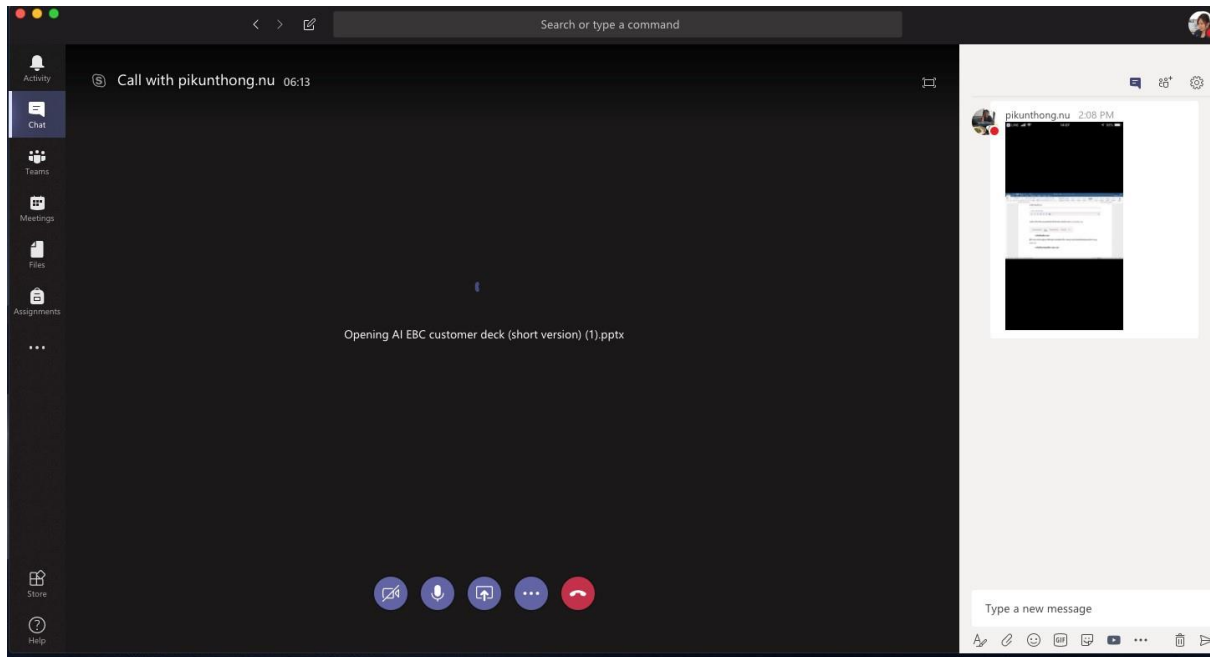 Search or type a command
Activity
Chat
Teams
Meetings
Files
Assignments
Store
Help
Call with pikunthong.nu 06:13
Opening AI EBC customer deck (short version) (1).pptx
pikunthong.nu 2:08 PM
Type a new message
GIF